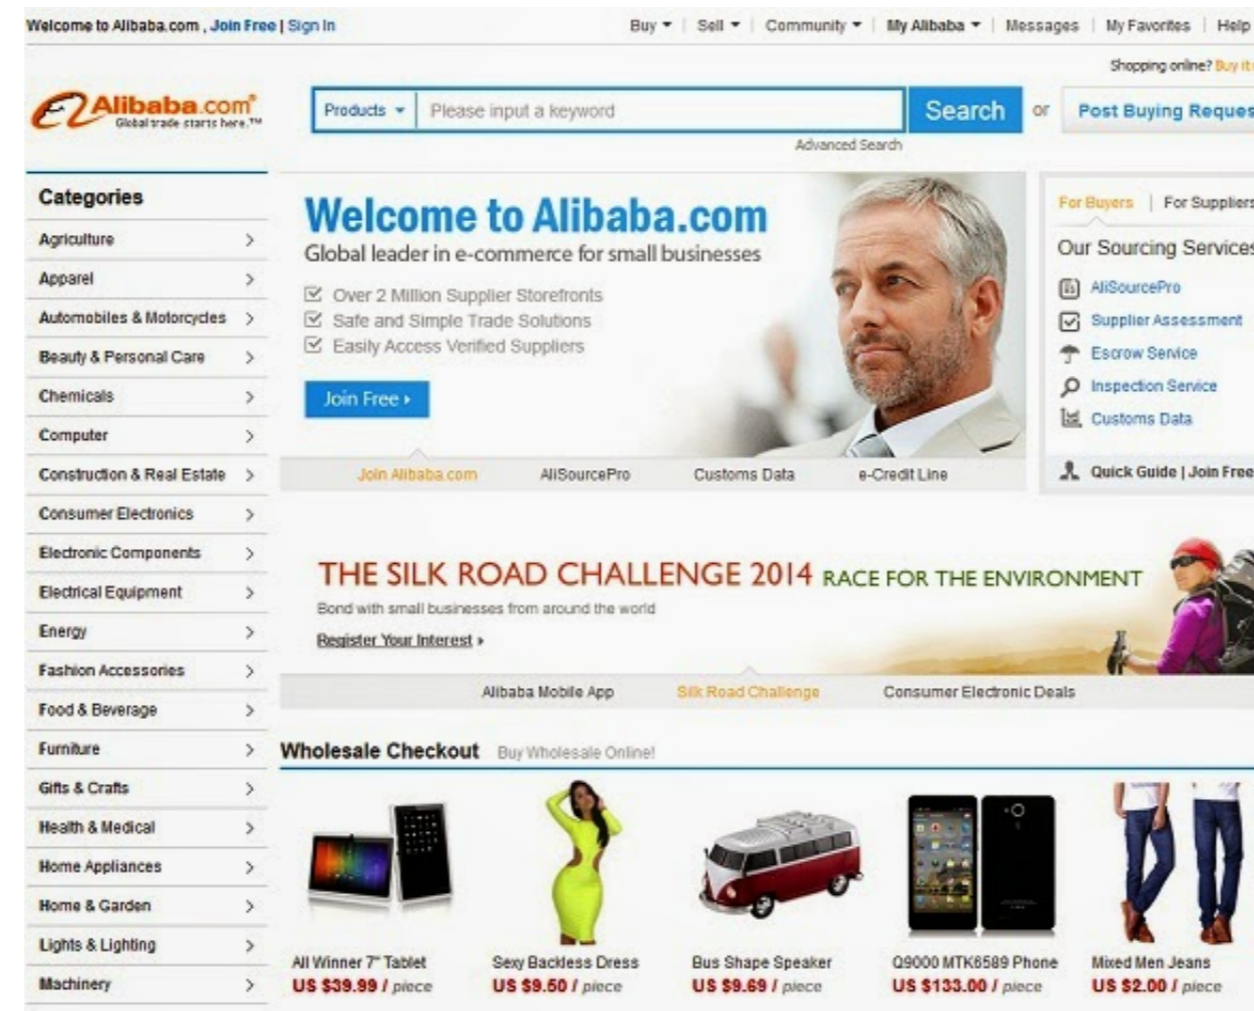 Welcome to Alibaba.com , Join Free | Sign In
Buy | Sell | Community | My Alibaba | Messages | My Favorites | Help
Shopping online? Buy it
Alibaba.com®
Global trade starts here.™
Products
Please input a keyword
Search
or
Post Buying Reques
Advanced Search
Categories
Agriculture
Apparel
Automobiles & Motorcycles
Beauty & Personal Care
Chemicals
Computer
Construction & Real Estate
Consumer Electronics
Electronic Components
Electrical Equipment
Energy
Fashion Accessories
Food & Beverage
Furniture
Gifts & Crafts
Health & Medical
Home Appliances
Home & Garden
Lights & Lighting
Machinery
Welcome to Alibaba.com
Global leader in e-commerce for small businesses
Over 2 Million Supplier Storefronts
Safe and Simple Trade Solutions
Easily Access Verified Suppliers
Join Free
Join Alibaba.com AliSourcePro Customs Data e-Credit Line
For Buyers | For Suppliers
Our Sourcing Services
AliSourcePro
Supplier Assessment
Escrow Service
Inspection Service
Customs Data
Quick Guide | Join Free
THE SILK ROAD CHALLENGE 2014 RACE FOR THE ENVIRONMENT
Bond with small businesses from around the world
Register Your Interest
Alibaba Mobile App Silk Road Challenge Consumer Electronic Deals
Wholesale Checkout Buy Wholesale Online!
All Winner 7" Tablet
US $39.99 / piece
Sexy Backless Dress
US $9.50 / piece
Bus Shape Speaker
US $9.69 / piece
Q9000 MTK6589 Phone
US $133.00 / piece
Mixed Men Jeans
US $2.00 / piece